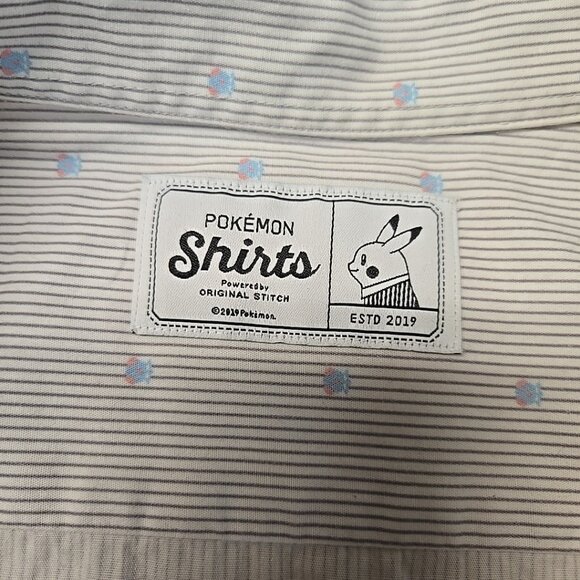 POKÉMON
Shirts
Powered by
ORIGINAL STITCH
©2019 Pokémon.
ESTD 2019